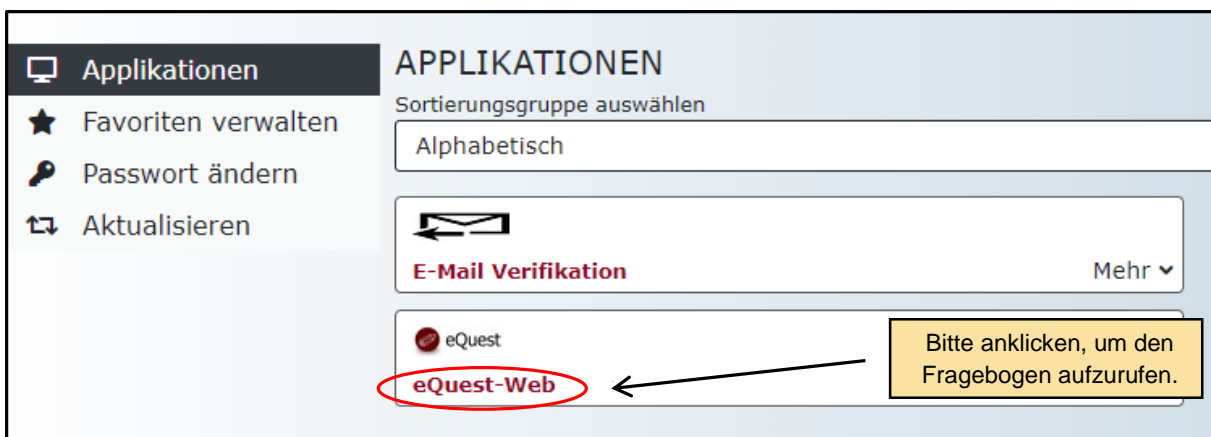 Applikationen
Favoriten verwalten
Passwort ändern
Aktualisieren
APPLIKATIONEN
Sortierungsgruppe auswählen
Alphabetisch
E-Mail Verifikation
Mehr
eQuest
eQuest-Web
Bitte anklicken, um den
Fragebogen aufzurufen.